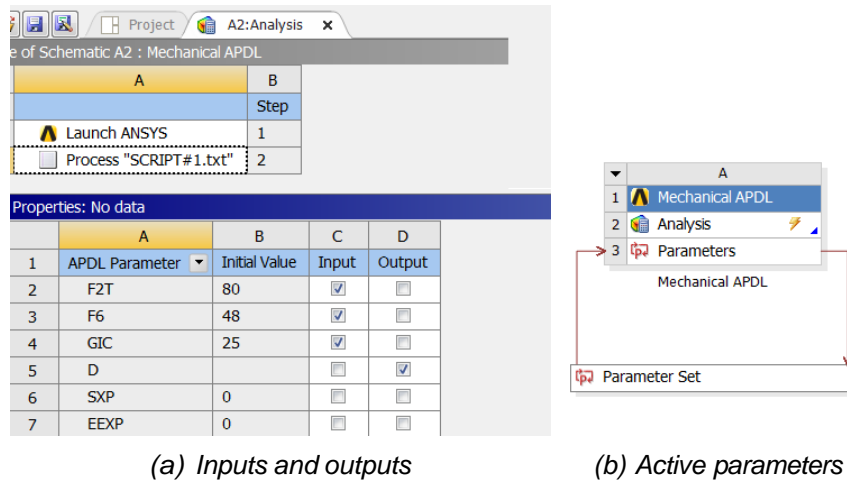 Project A2:Analysis x
e of Schematic A2 : Mechanical APDL
A B
Step
Launch ANSYS 1
Process "SCRIPT#1.txt" 2
Properties: No data
A B C D
1 APDL Parameter Initial Value Input Output
2 F2T 80
3 F6 48
4 GIC 25
5 D
6 SXP 0
7 EEXP 0
(a) Inputs and outputs
A
1 Mechanical APDL
2 Analysis
3 Parameters
Mechanical APDL
Parameter Set
(b) Active parameters